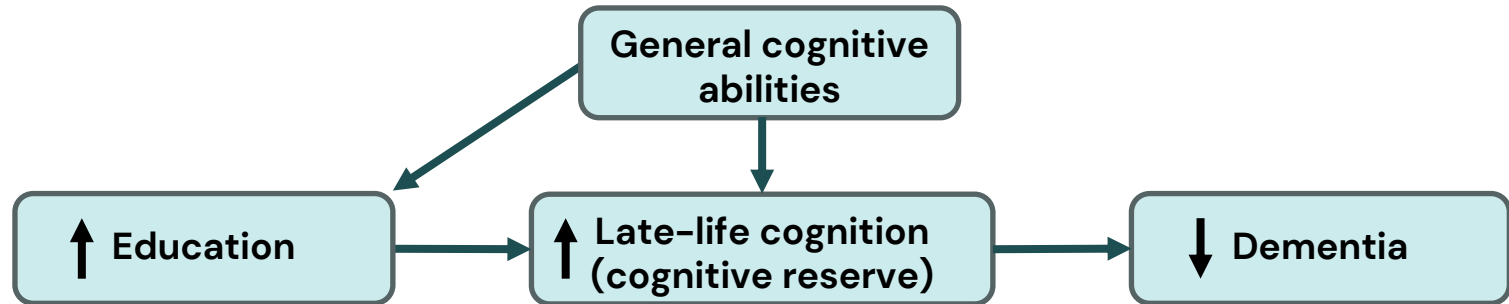 General cognitive
abilities
Education
Late-life cognition
(cognitive reserve)
Dementia